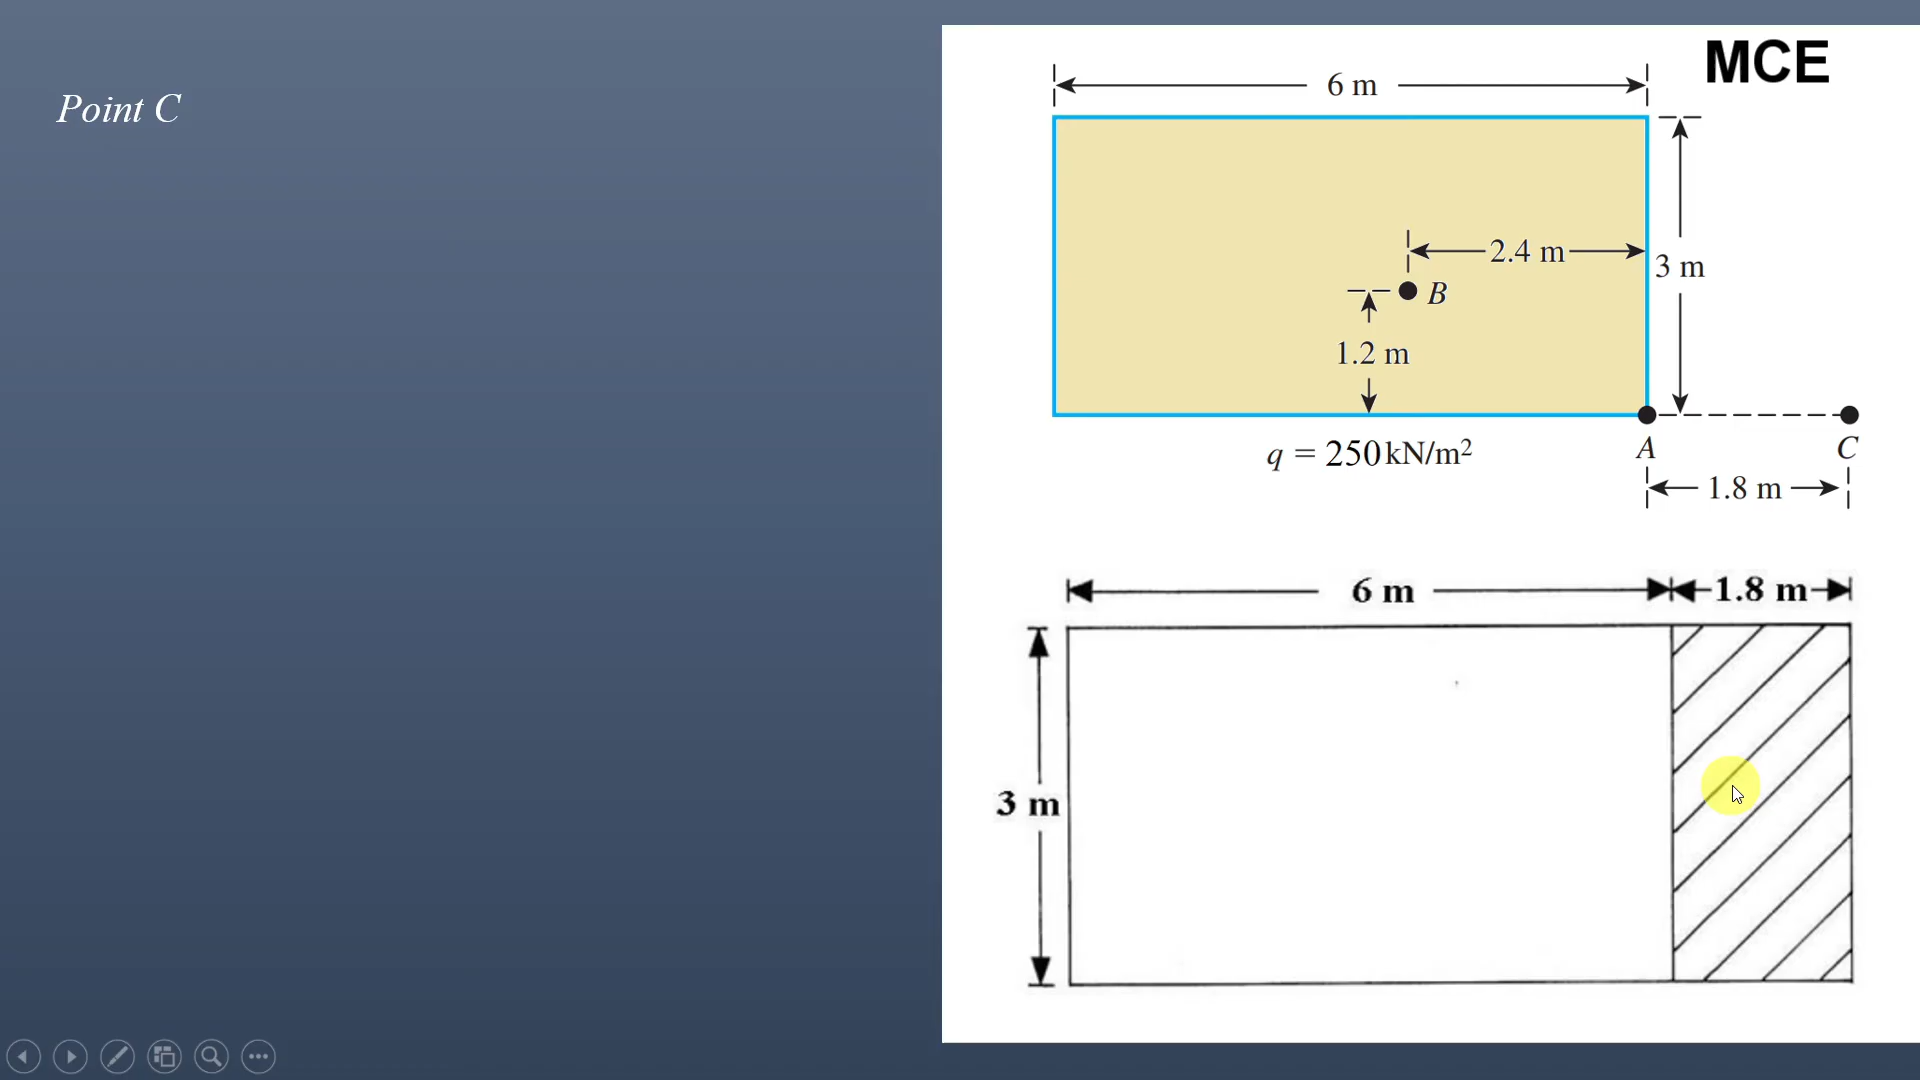 Point C
MCE
6 m
2.4 m
3 m
B
1.2 m
q = 250 kN/m²
A
C
1.8 m
6 m
1.8 m
3 m